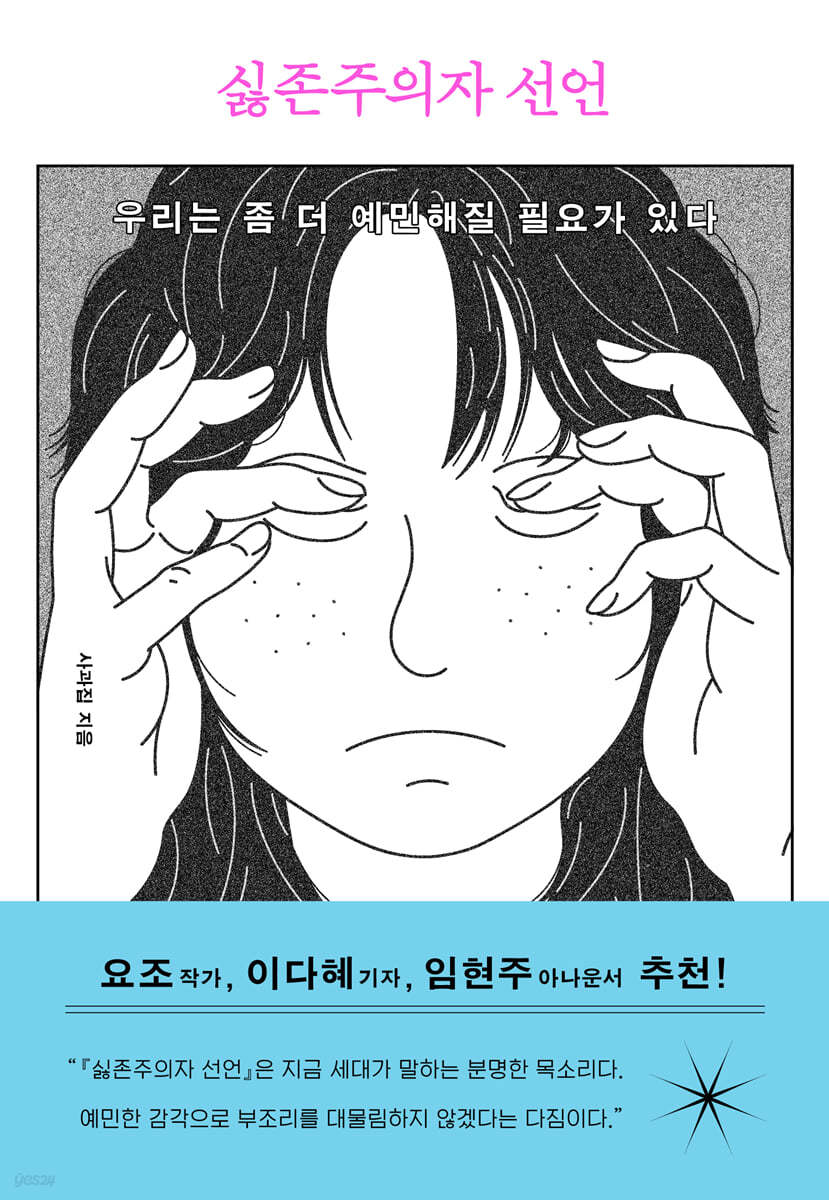 싫존주의자 선언
우리는 좀 더 예민해질 필요가 있다
사과집 지음
요조 작가, 이다혜 기자, 임현주 아나운서 추천!
“『싫존주의자 선언』은 지금 세대가 말하는 분명한 목소리다.
예민한 감각으로 부조리를 대물림하지 않겠다는 다짐이다.”
yes24